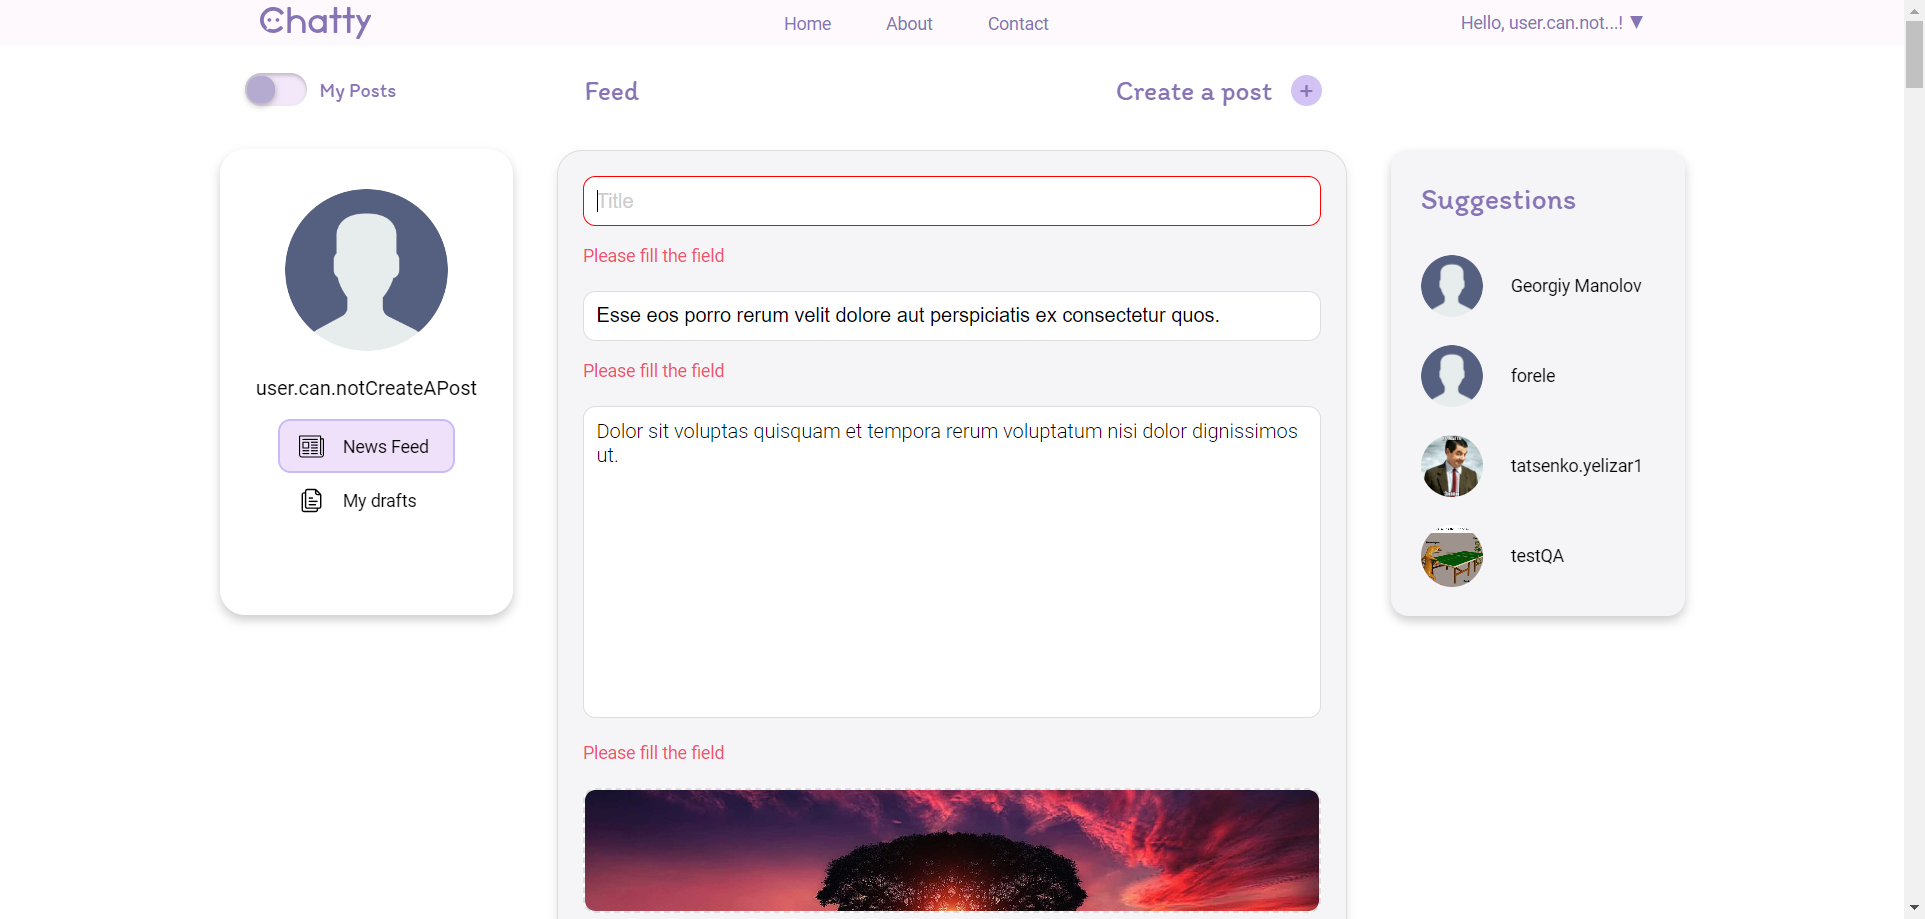 Chatty
Home
About
Contact
Hello, user.can.not...! ▼
My Posts
Feed
Create a post +
user.can.notCreateAPost
News Feed
My drafts
Title
Please fill the field
Esse eos porro rerum velit dolore aut perspiciatis ex consectetur quos.
Please fill the field
Dolor sit voluptas quisquam et tempora rerum voluptatum nisi dolor dignissimos
ut.
Please fill the field
Suggestions
Georgiy Manolov
forele
tatsenko.yelizar1
testQA